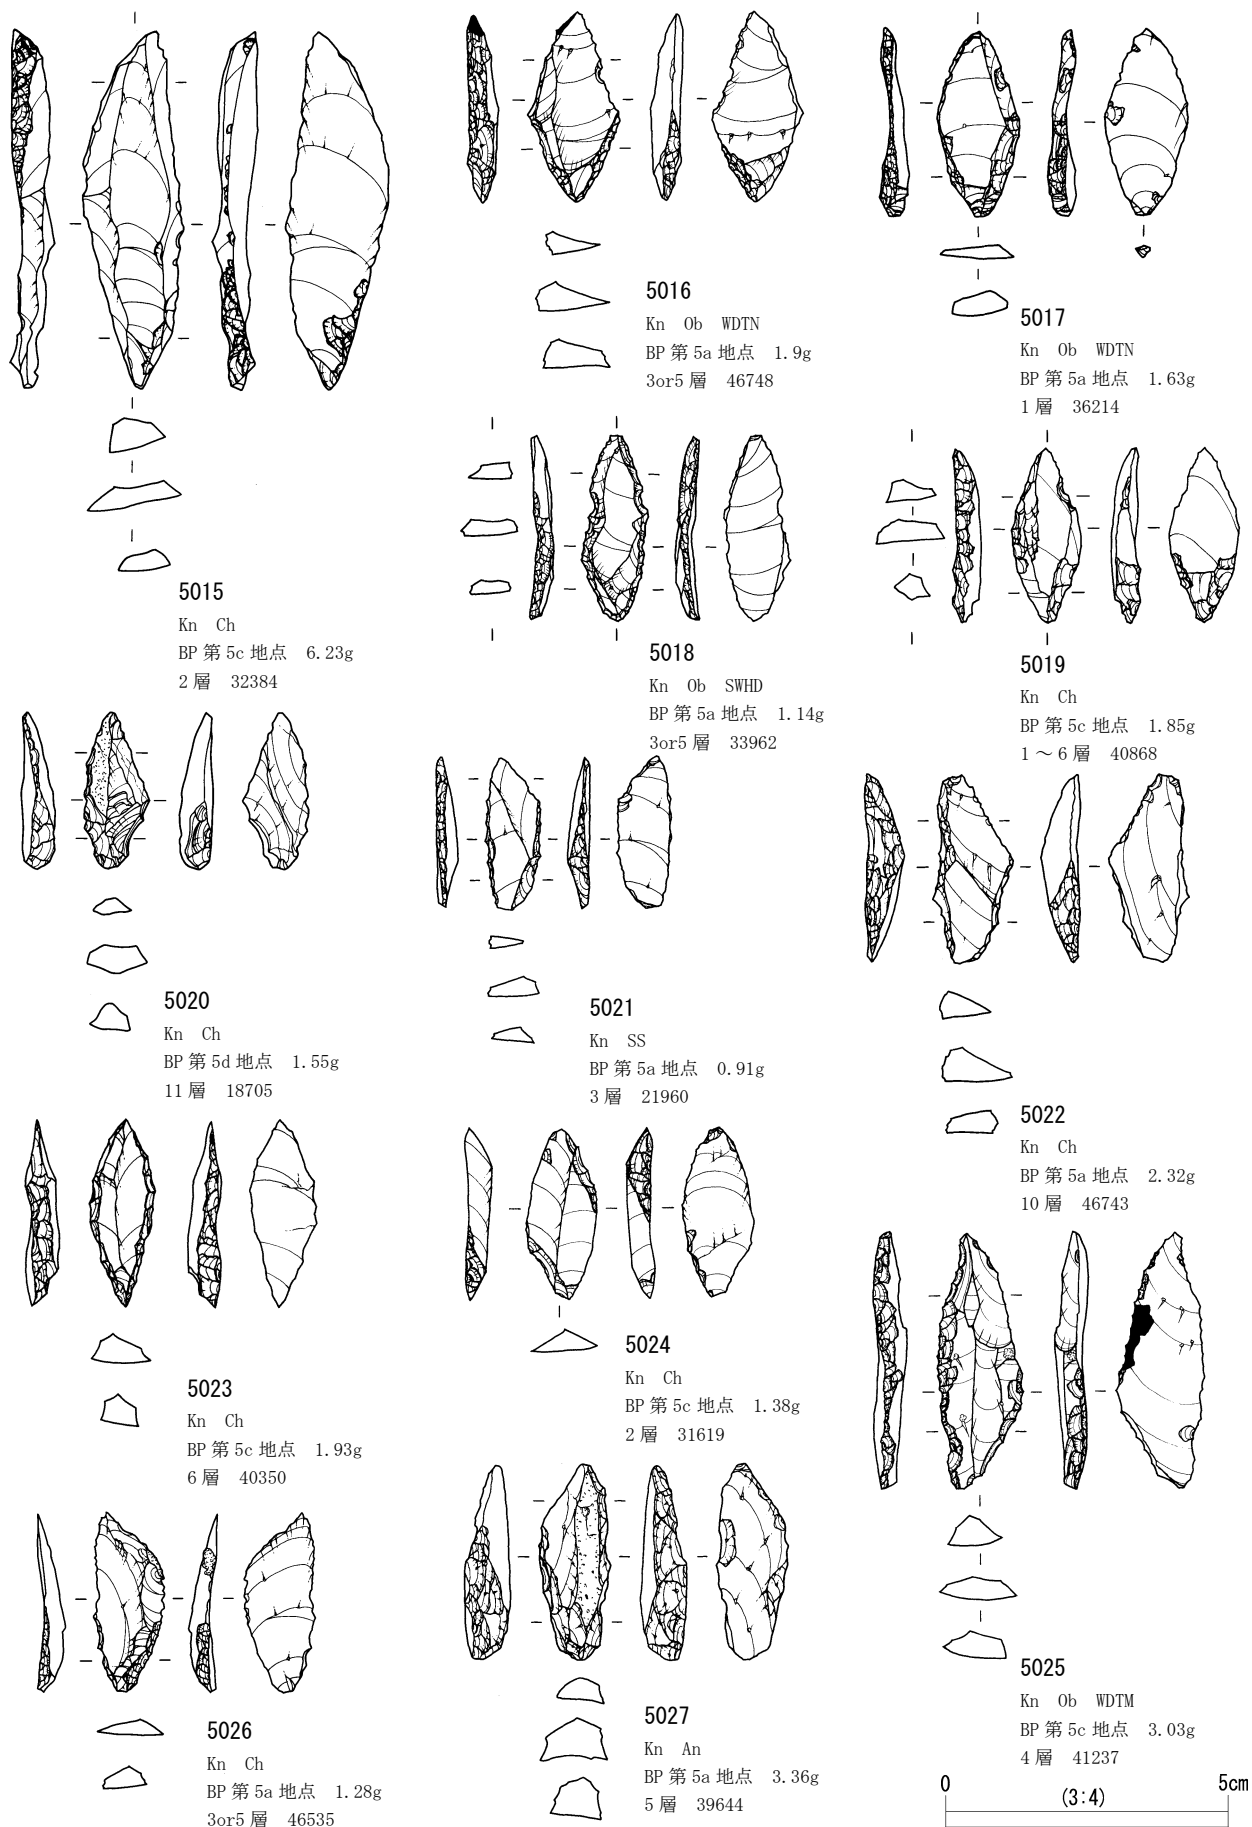 5015
Kn Ch
BP 第 5c 地点 6.23g
2 層 32384
5016
Kn Ob WDTN
BP 第 5a 地点 1.9g
3or5 層 46748
5017
Kn Ob WDTN
BP 第 5a 地点 1.63g
1 層 36214
5018
Kn Ob SWHD
BP 第 5a 地点 1.14g
3or5 層 33962
5019
Kn Ch
BP 第 5c 地点 1.85g
1 ～ 6 層 40868
5020
Kn Ch
BP 第 5d 地点 1.55g
11 層 18705
5021
Kn SS
BP 第 5a 地点 0.91g
3 層 21960
5022
Kn Ch
BP 第 5a 地点 2.32g
10 層 46743
5023
Kn Ch
BP 第 5c 地点 1.93g
6 層 40350
5024
Kn Ch
BP 第 5c 地点 1.38g
2 層 31619
5025
Kn Ob WDTM
BP 第 5c 地点 3.03g
4 層 41237
5026
Kn Ch
BP 第 5a 地点 1.28g
3or5 層 46535
5027
Kn An
BP 第 5a 地点 3.36g
5 層 39644
0 5cm
(3:4)